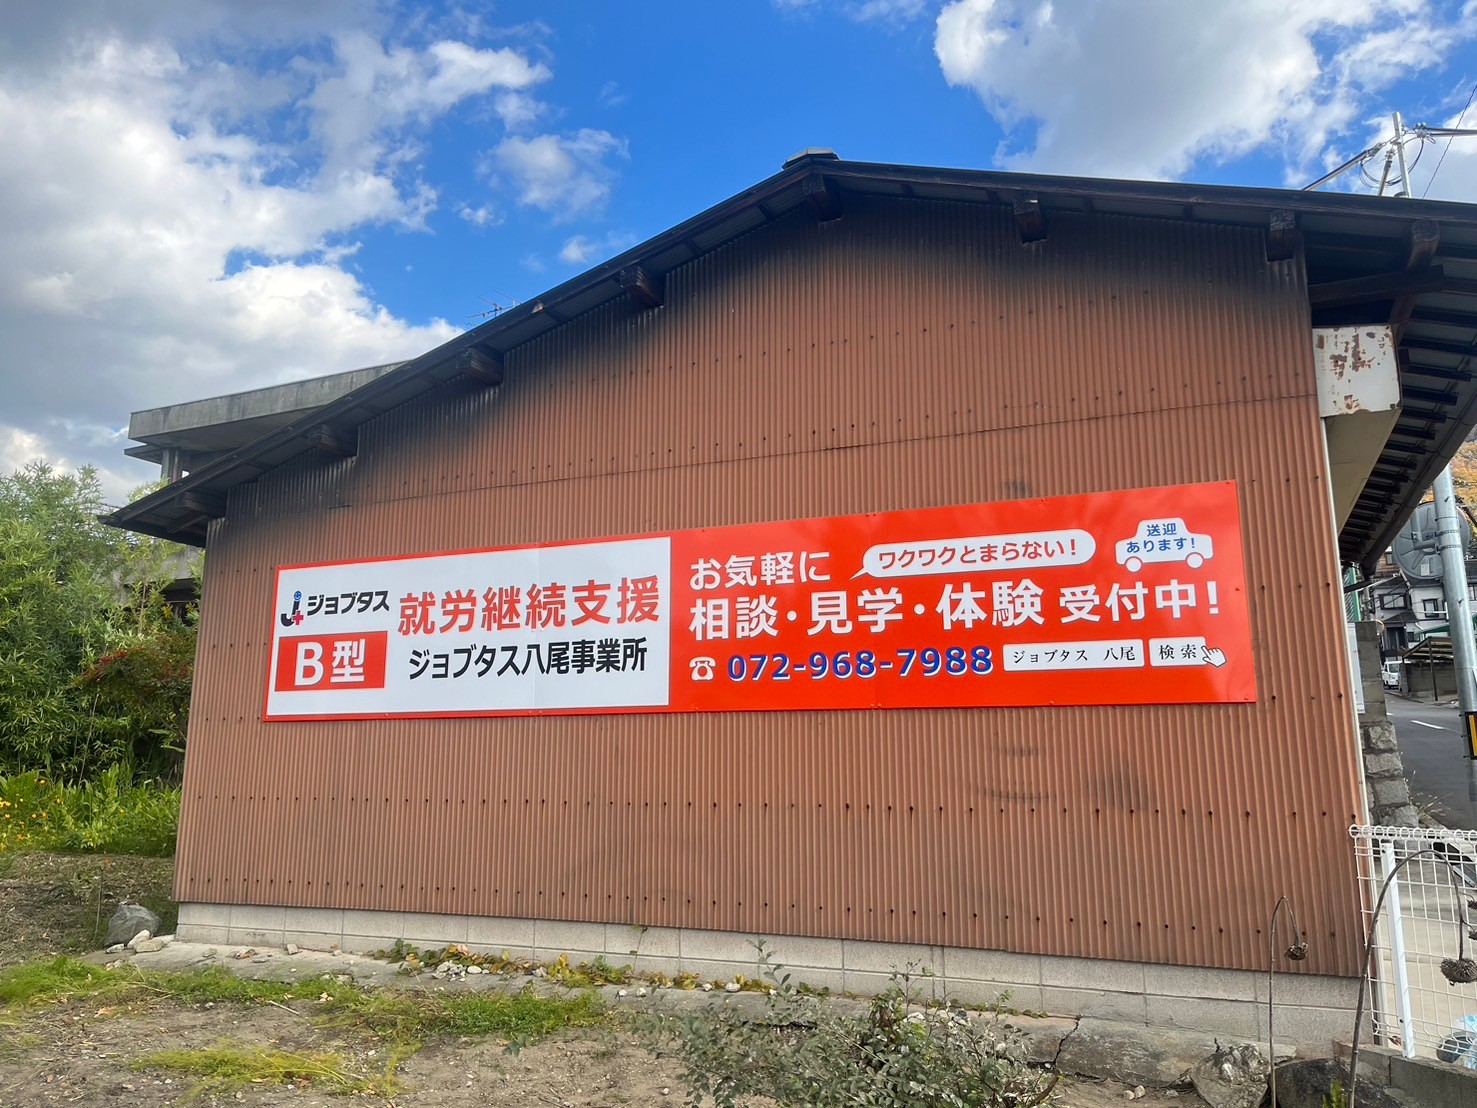 ジョブタス
B型
就労継続支援
ジョブタス八尾事業所
お気軽に
ワクワクとまらない！
送迎
あります！
相談・見学・体験 受付中！
☎ 072-968-7988
ジョブタス 八尾 検索